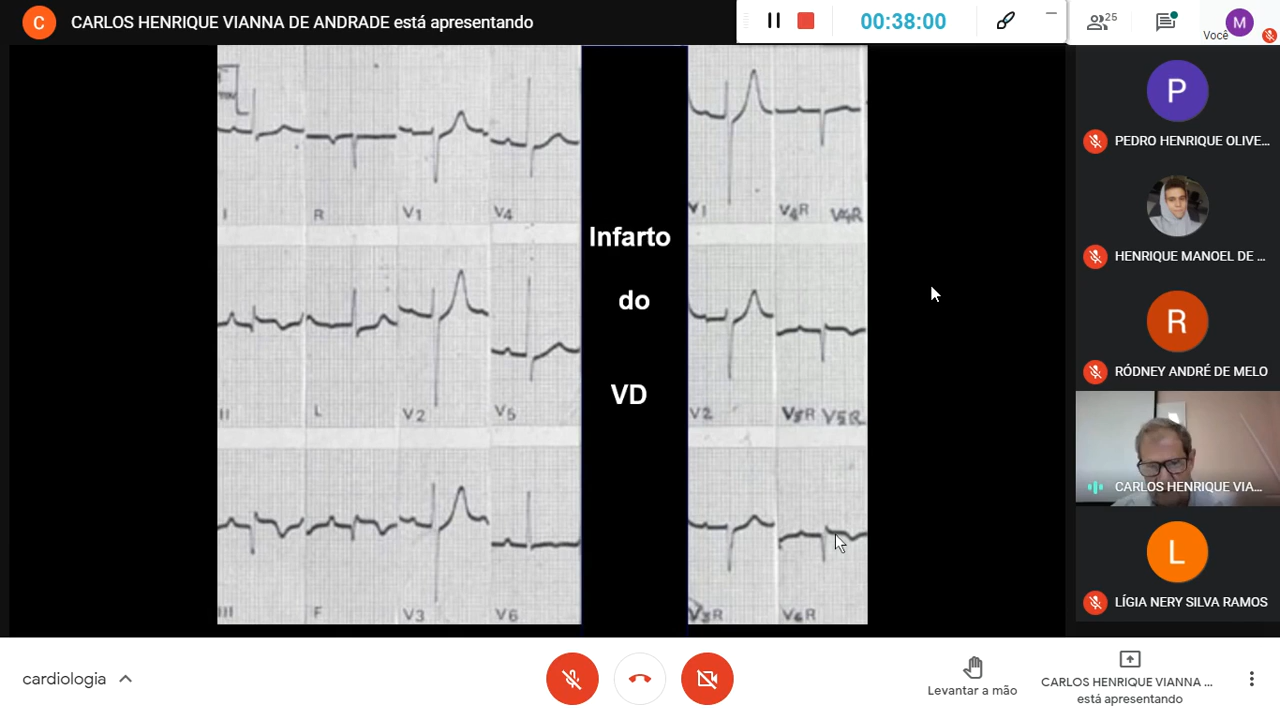 C CARLOS HENRIQUE VIANNA DE ANDRADE está apresentando
00:38:00
25
M
Você
I R V1 V4
V1 V4R V4R
P
PEDRO HENRIQUE OLIVE...
HENRIQUE MANOEL DE ...
Infarto
do
VD
II L V2 V5
V2 V5R V5R
R
RÓDNEY ANDRÉ DE MELO
CARLOS HENRIQUE VIA...
III F V3 V6
V3R V6R
L
LÍGIA NERY SILVA RAMOS
cardiologia
Levantar a mão
CARLOS HENRIQUE VIANNA ...
está apresentando